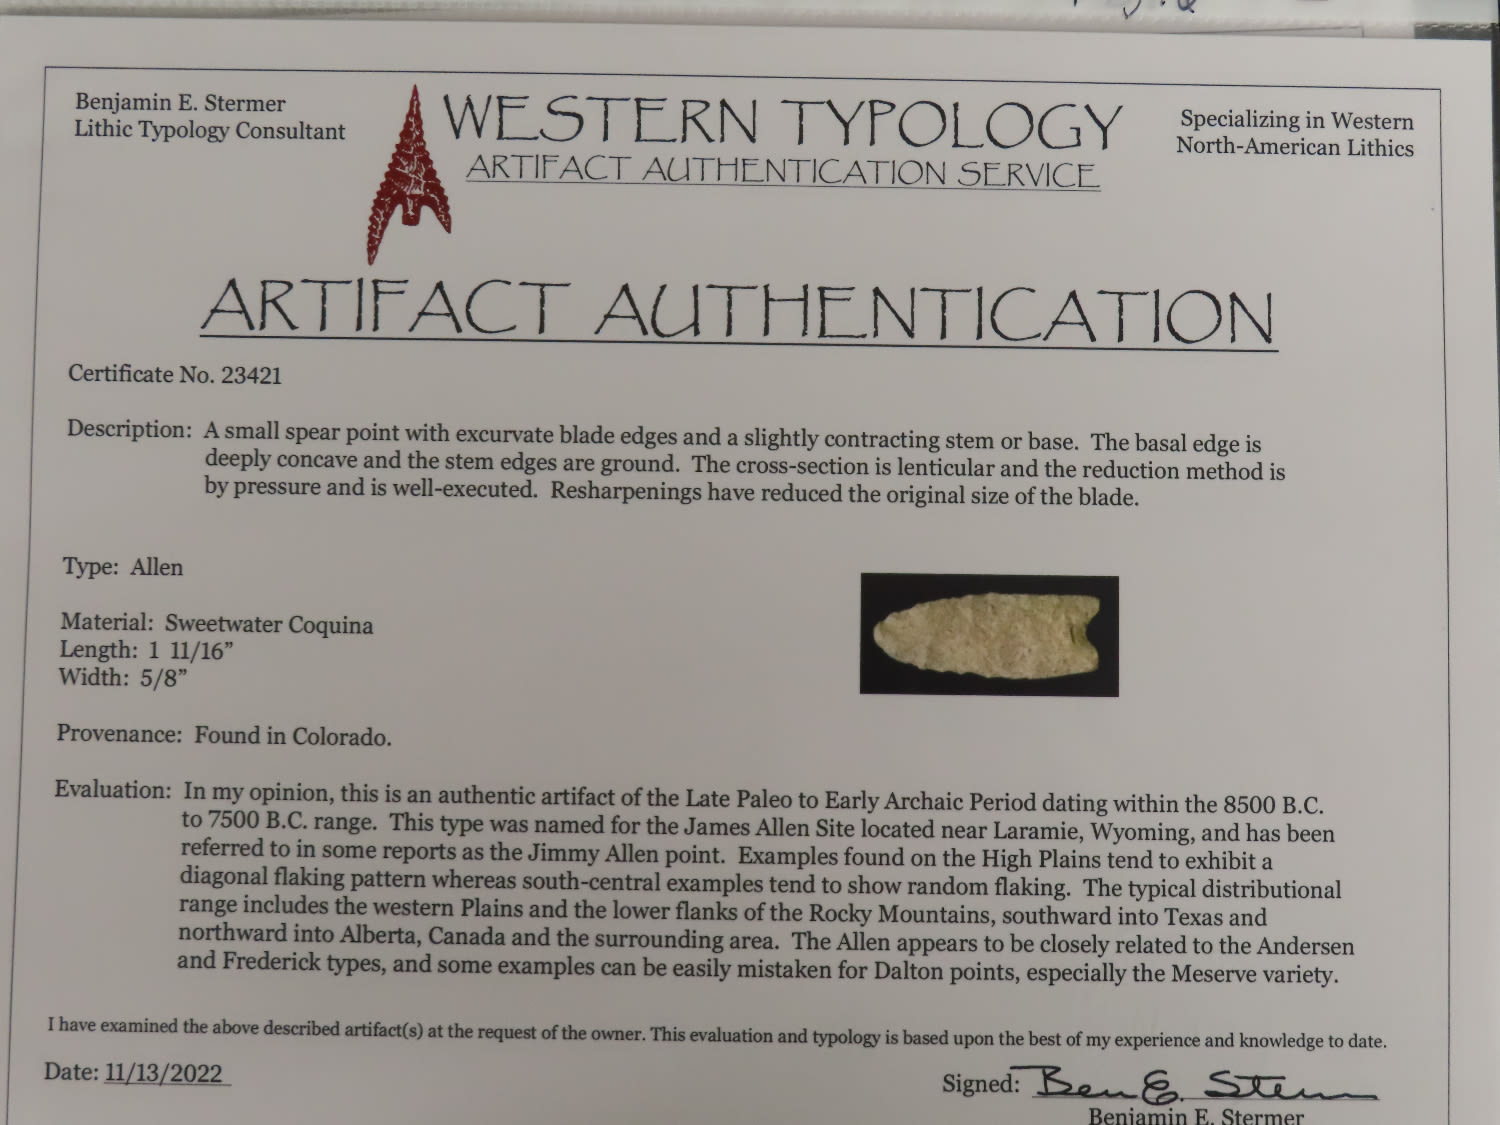 Benjamin E. Stermer
Lithic Typology Consultant
WESTERN TYPOLOGY
ARTIFACT AUTHENTICATION SERVICE
Specializing in Western
North-American Lithics
ARTIFACT AUTHENTICATION
Certificate No. 23421
Description: A small spear point with excurvate blade edges and a slightly contracting stem or base. The basal edge is
deeply concave and the stem edges are ground. The cross-section is lenticular and the reduction method is
by pressure and is well-executed. Resharpenings have reduced the original size of the blade.
Type: Allen
Material: Sweetwater Coquina
Length: 1 11/16”
Width: 5/8”
Provenance: Found in Colorado.
Evaluation: In my opinion, this is an authentic artifact of the Late Paleo to Early Archaic Period dating within the 8500 B.C.
to 7500 B.C. range. This type was named for the James Allen Site located near Laramie, Wyoming, and has been
referred to in some reports as the Jimmy Allen point. Examples found on the High Plains tend to exhibit a
diagonal flaking pattern whereas south-central examples tend to show random flaking. The typical distributional
range includes the western Plains and the lower flanks of the Rocky Mountains, southward into Texas and
northward into Alberta, Canada and the surrounding area. The Allen appears to be closely related to the Andersen
and Frederick types, and some examples can be easily mistaken for Dalton points, especially the Meserve variety.
I have examined the above described artifact(s) at the request of the owner. This evaluation and typology is based upon the best of my experience and knowledge to date.
Date: 11/13/2022
Signed: Ben E. Stermer
Benjamin E. Stermer